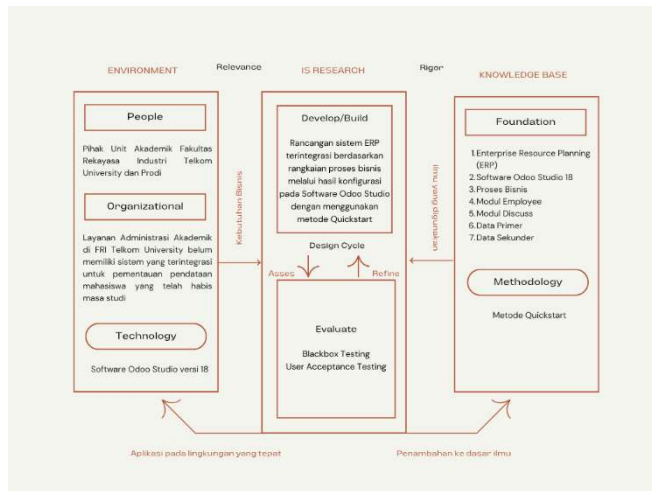 ENVIRONMENT
Relevance
IS RESEARCH
Rigor
KNOWLEDGE BASE
People
Pihak Unit Akademik Fakultas
Rekayasa Industri Telkom
University dan Prodi
Organizational
Layanan Administrasi Akademik
di FRI Telkom University belum
memiliki sistem yang terintegrasi
untuk pementauan pendataan
mahasiswa yang telah habis
masa studi
Technology
Software Odoo Studio versi 18
Kebutuhan Bisnis
Develop/Build
Rancangan sistem ERP
terintegrasi berdasarkan
rangkaian proses bisnis
melalui hasil konfigurasi
pada Software Odoo Studio
dengan menggunakan
metode Quickstart
Design Cycle
Asses
Refine
Evaluate
Blackbox Testing
User Acceptance Testing
Ilmu yang digunakan
Foundation
1.Enterprise Resource Planning
(ERP)
2.Software Odoo Studio 18
3.Proses Bisnis
4.Modul Employee
5.Modul Discuss
6.Data Primer
7.Data Sekunder
Methodology
Metode Quickstart
Aplikasi pada lingkungan yang tepat
Penambahan ke dasar ilmu